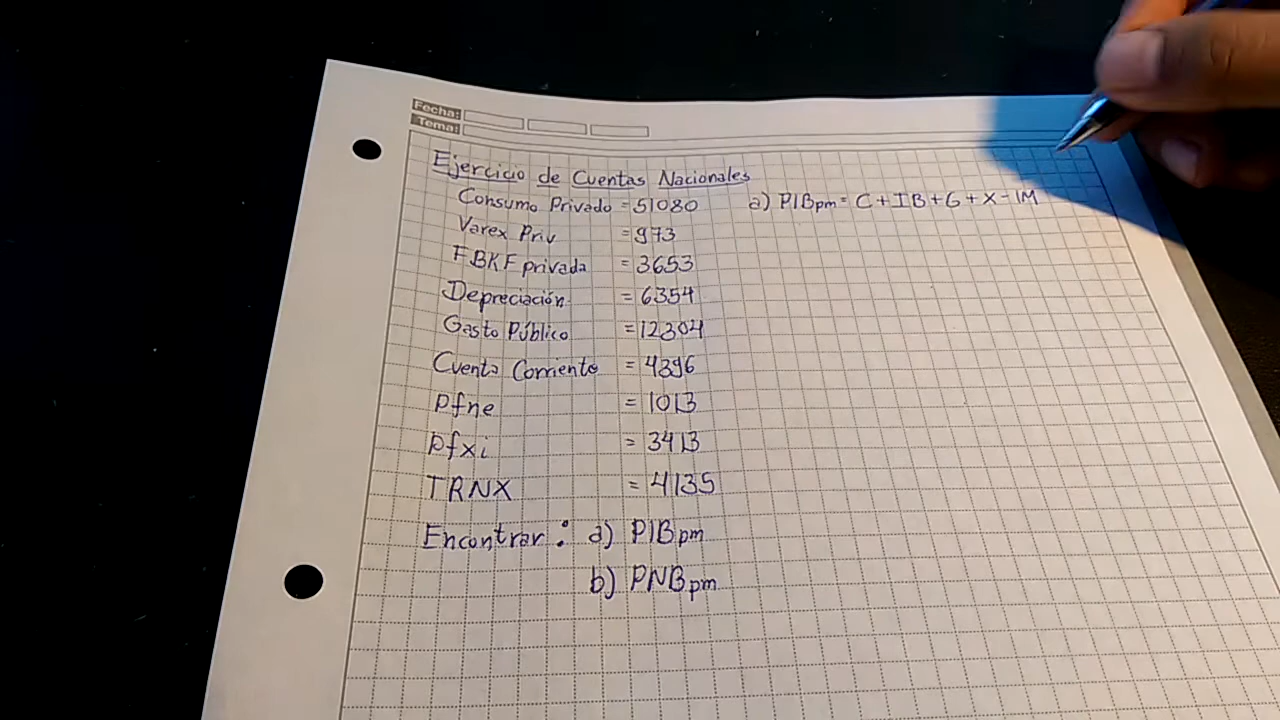 Fecha:
Tema:
Ejercicio de Cuentas Nacionales
Consumo Privado = 51080
a) PIBpm = C + IB + G + X - IM
Varex Priv = 973
FBKF privada = 3653
Depreciación = 6354
Gasto Público = 12304
Cuenta Corriente = 4396
Pfne = 1013
Pfxi = 3413
TRNX = 4135
Encontrar: a) PIBpm
b) PNBpm